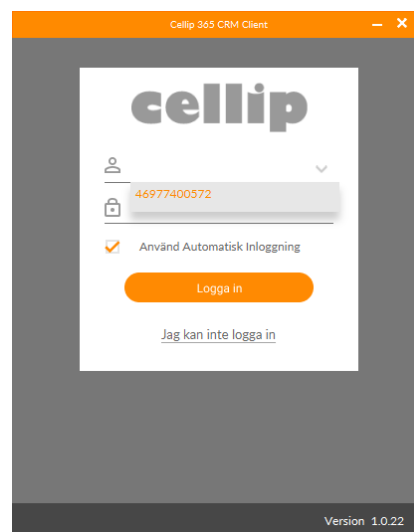 Cellip 365 CRM Client
cellip
46977400572
Använd Automatisk Inloggning
Logga in
Jag kan inte logga in
Version 1.0.22